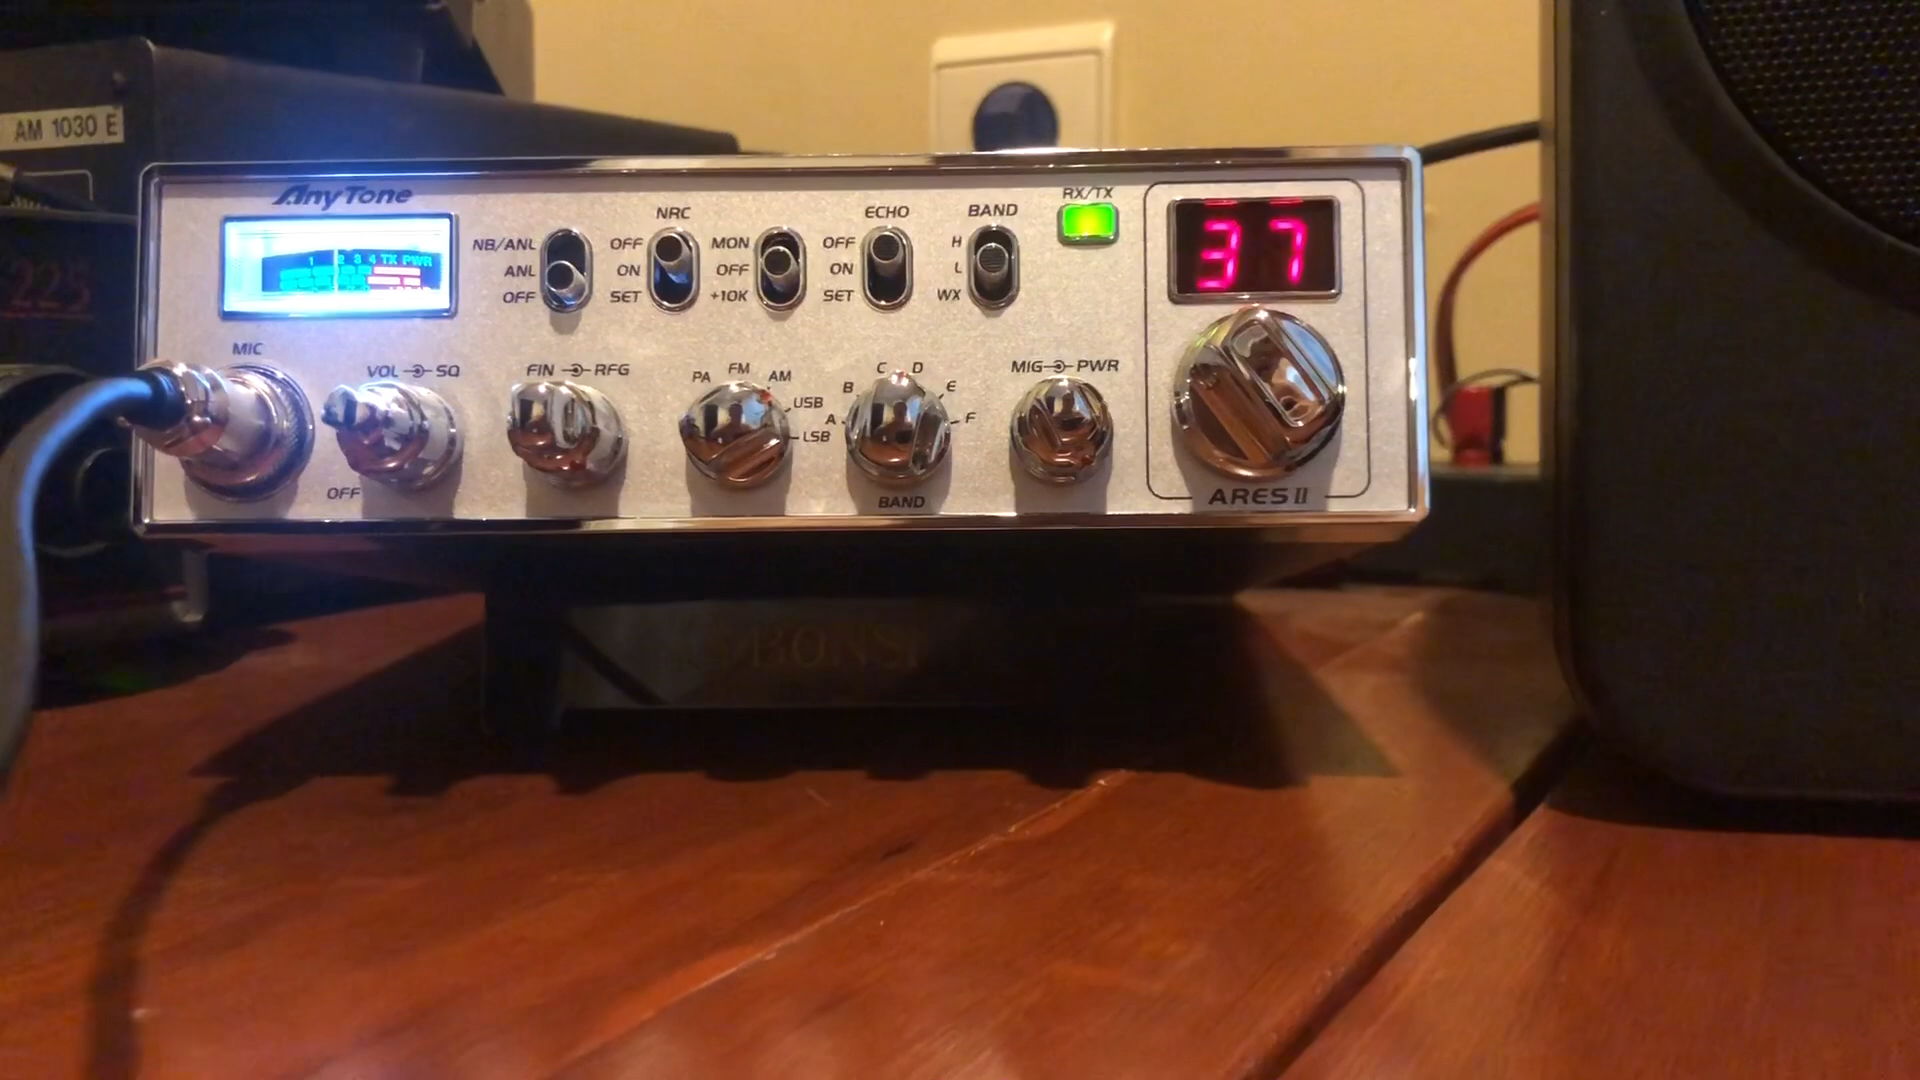 AM 1030 E
225
AnyTone
1 2 3 4 TX PWR
NB/ANL
ANL
OFF
NRC
OFF
ON
SET
MON
OFF
+10K
ECHO
OFF
ON
SET
BAND
H
L
WX
RX/TX
37
MIC
VOL SQ
OFF
FIN RFG
PA FM AM
USB
LSB
A B C D E F
BAND
MIG PWR
ARES II